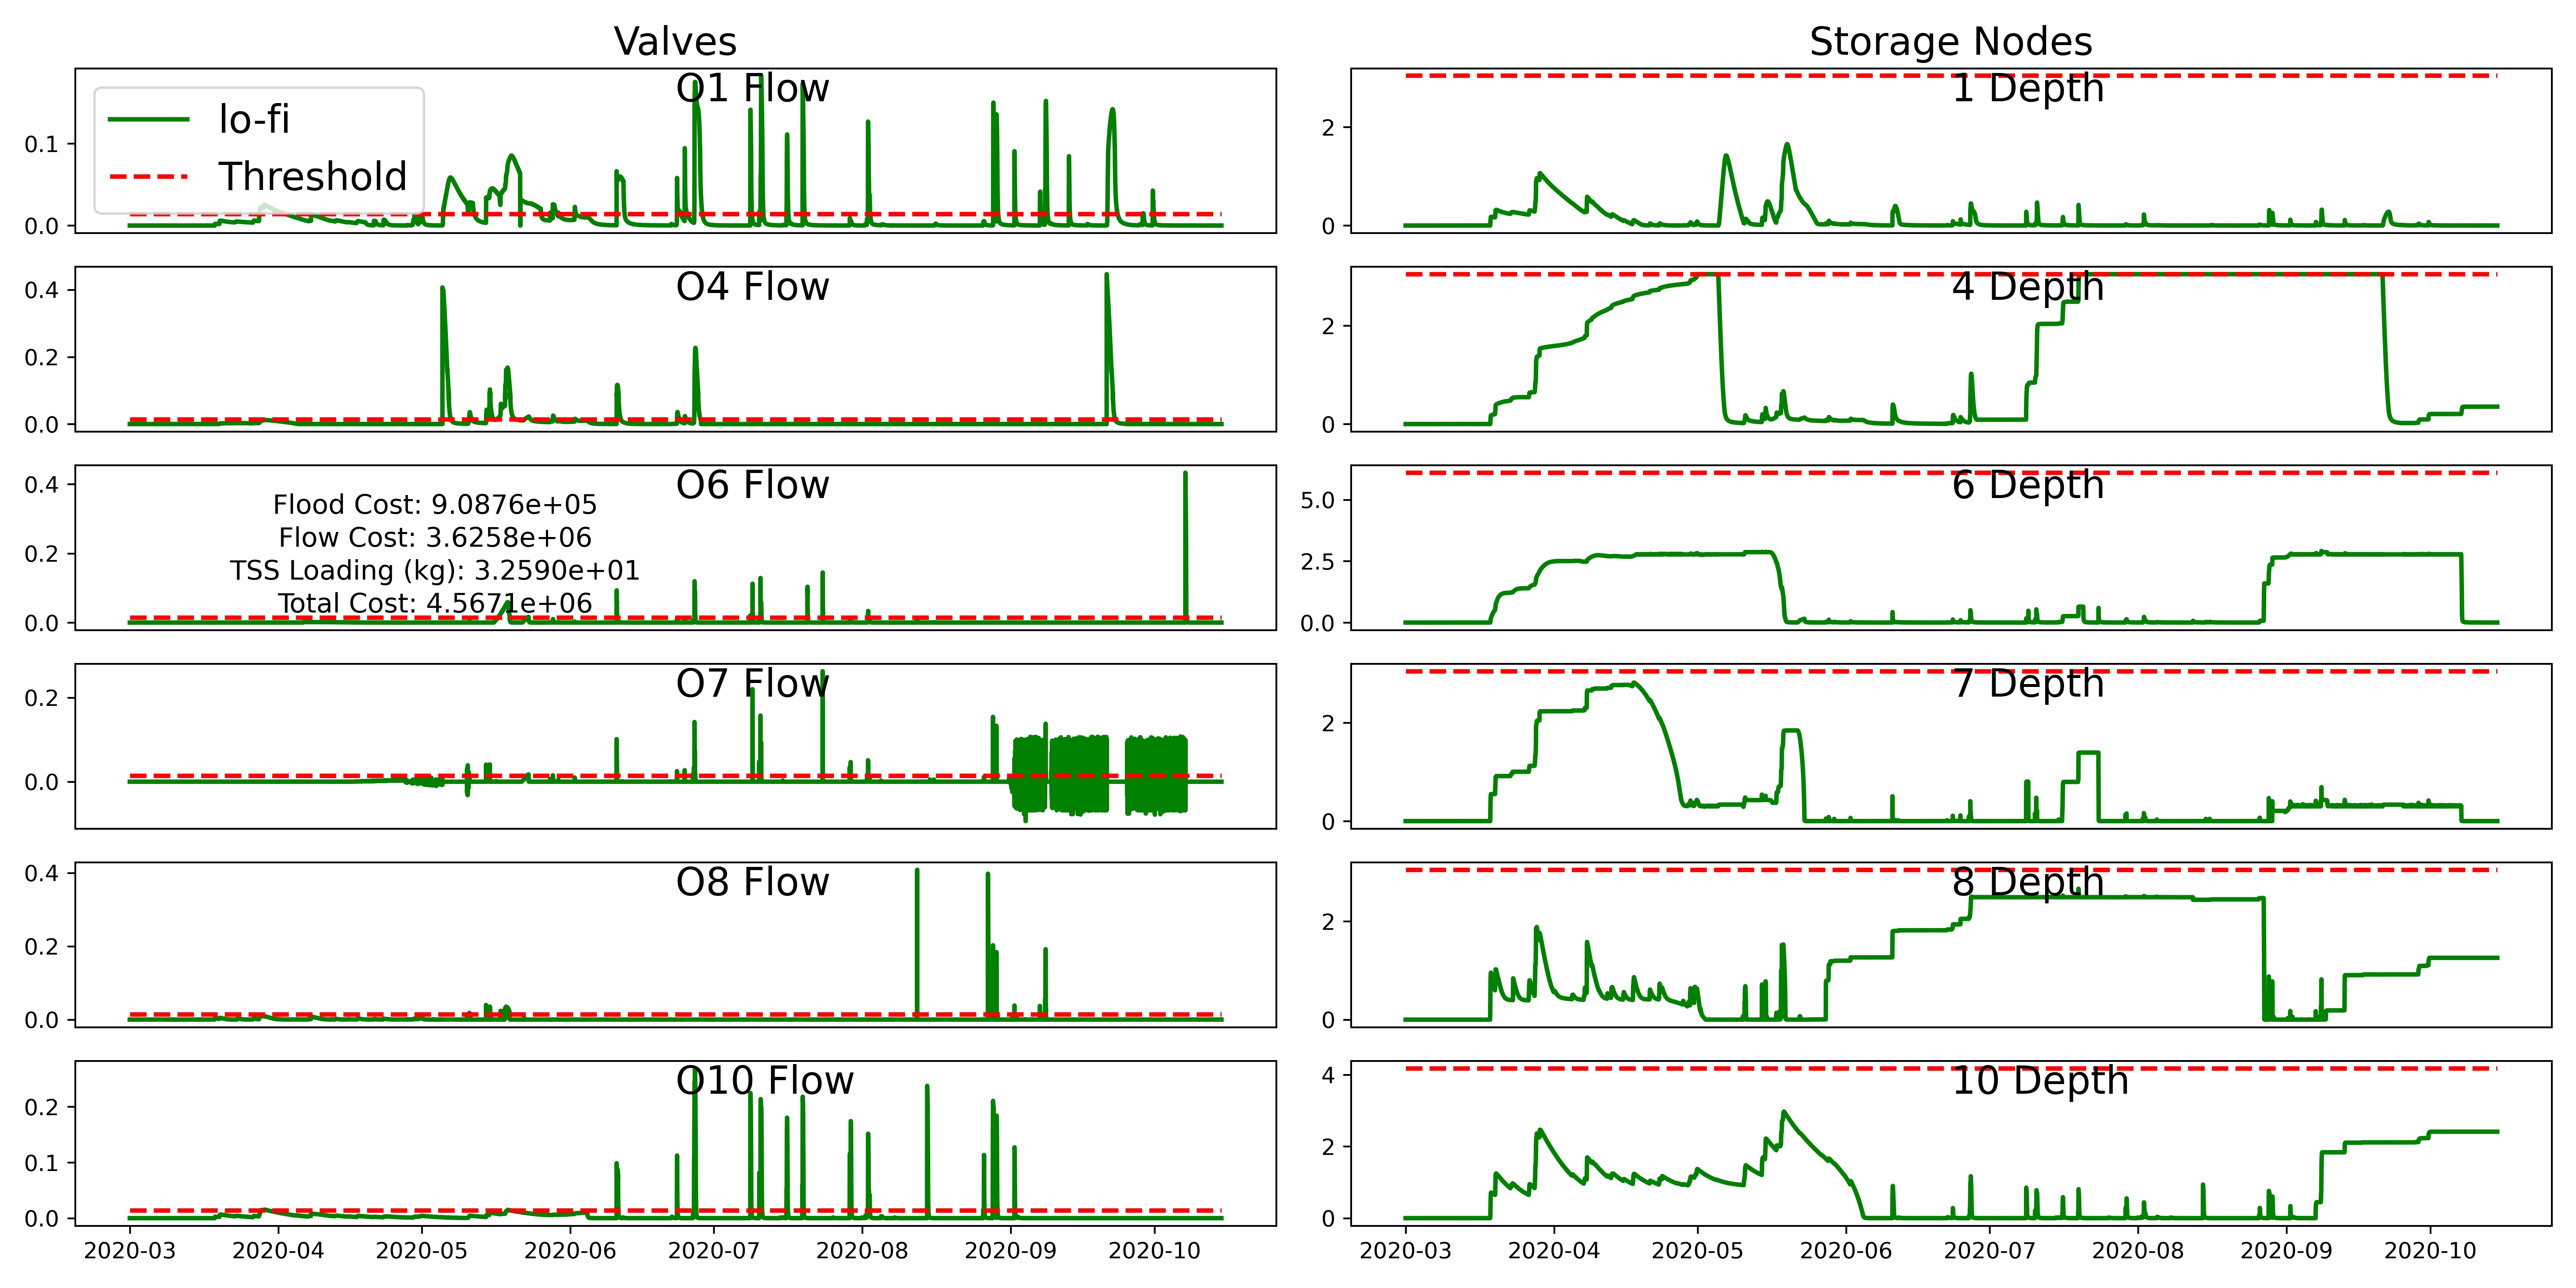 Valves
Storage Nodes
O1 Flow
lo-fi
Threshold
0.1
0.0
1 Depth
2
0
O4 Flow
0.4
0.2
0.0
4 Depth
2
0
O6 Flow
0.4
0.2
0.0
Flood Cost: 9.0876e+05
Flow Cost: 3.6258e+06
TSS Loading (kg): 3.2590e+01
Total Cost: 4.5671e+06
6 Depth
5.0
2.5
0.0
O7 Flow
0.2
0.0
7 Depth
2
0
O8 Flow
0.4
0.2
0.0
8 Depth
2
0
O10 Flow
0.2
0.1
0.0
2020-03 2020-04 2020-05 2020-06 2020-07 2020-08 2020-09 2020-10
10 Depth
4
2
0
2020-03 2020-04 2020-05 2020-06 2020-07 2020-08 2020-09 2020-10